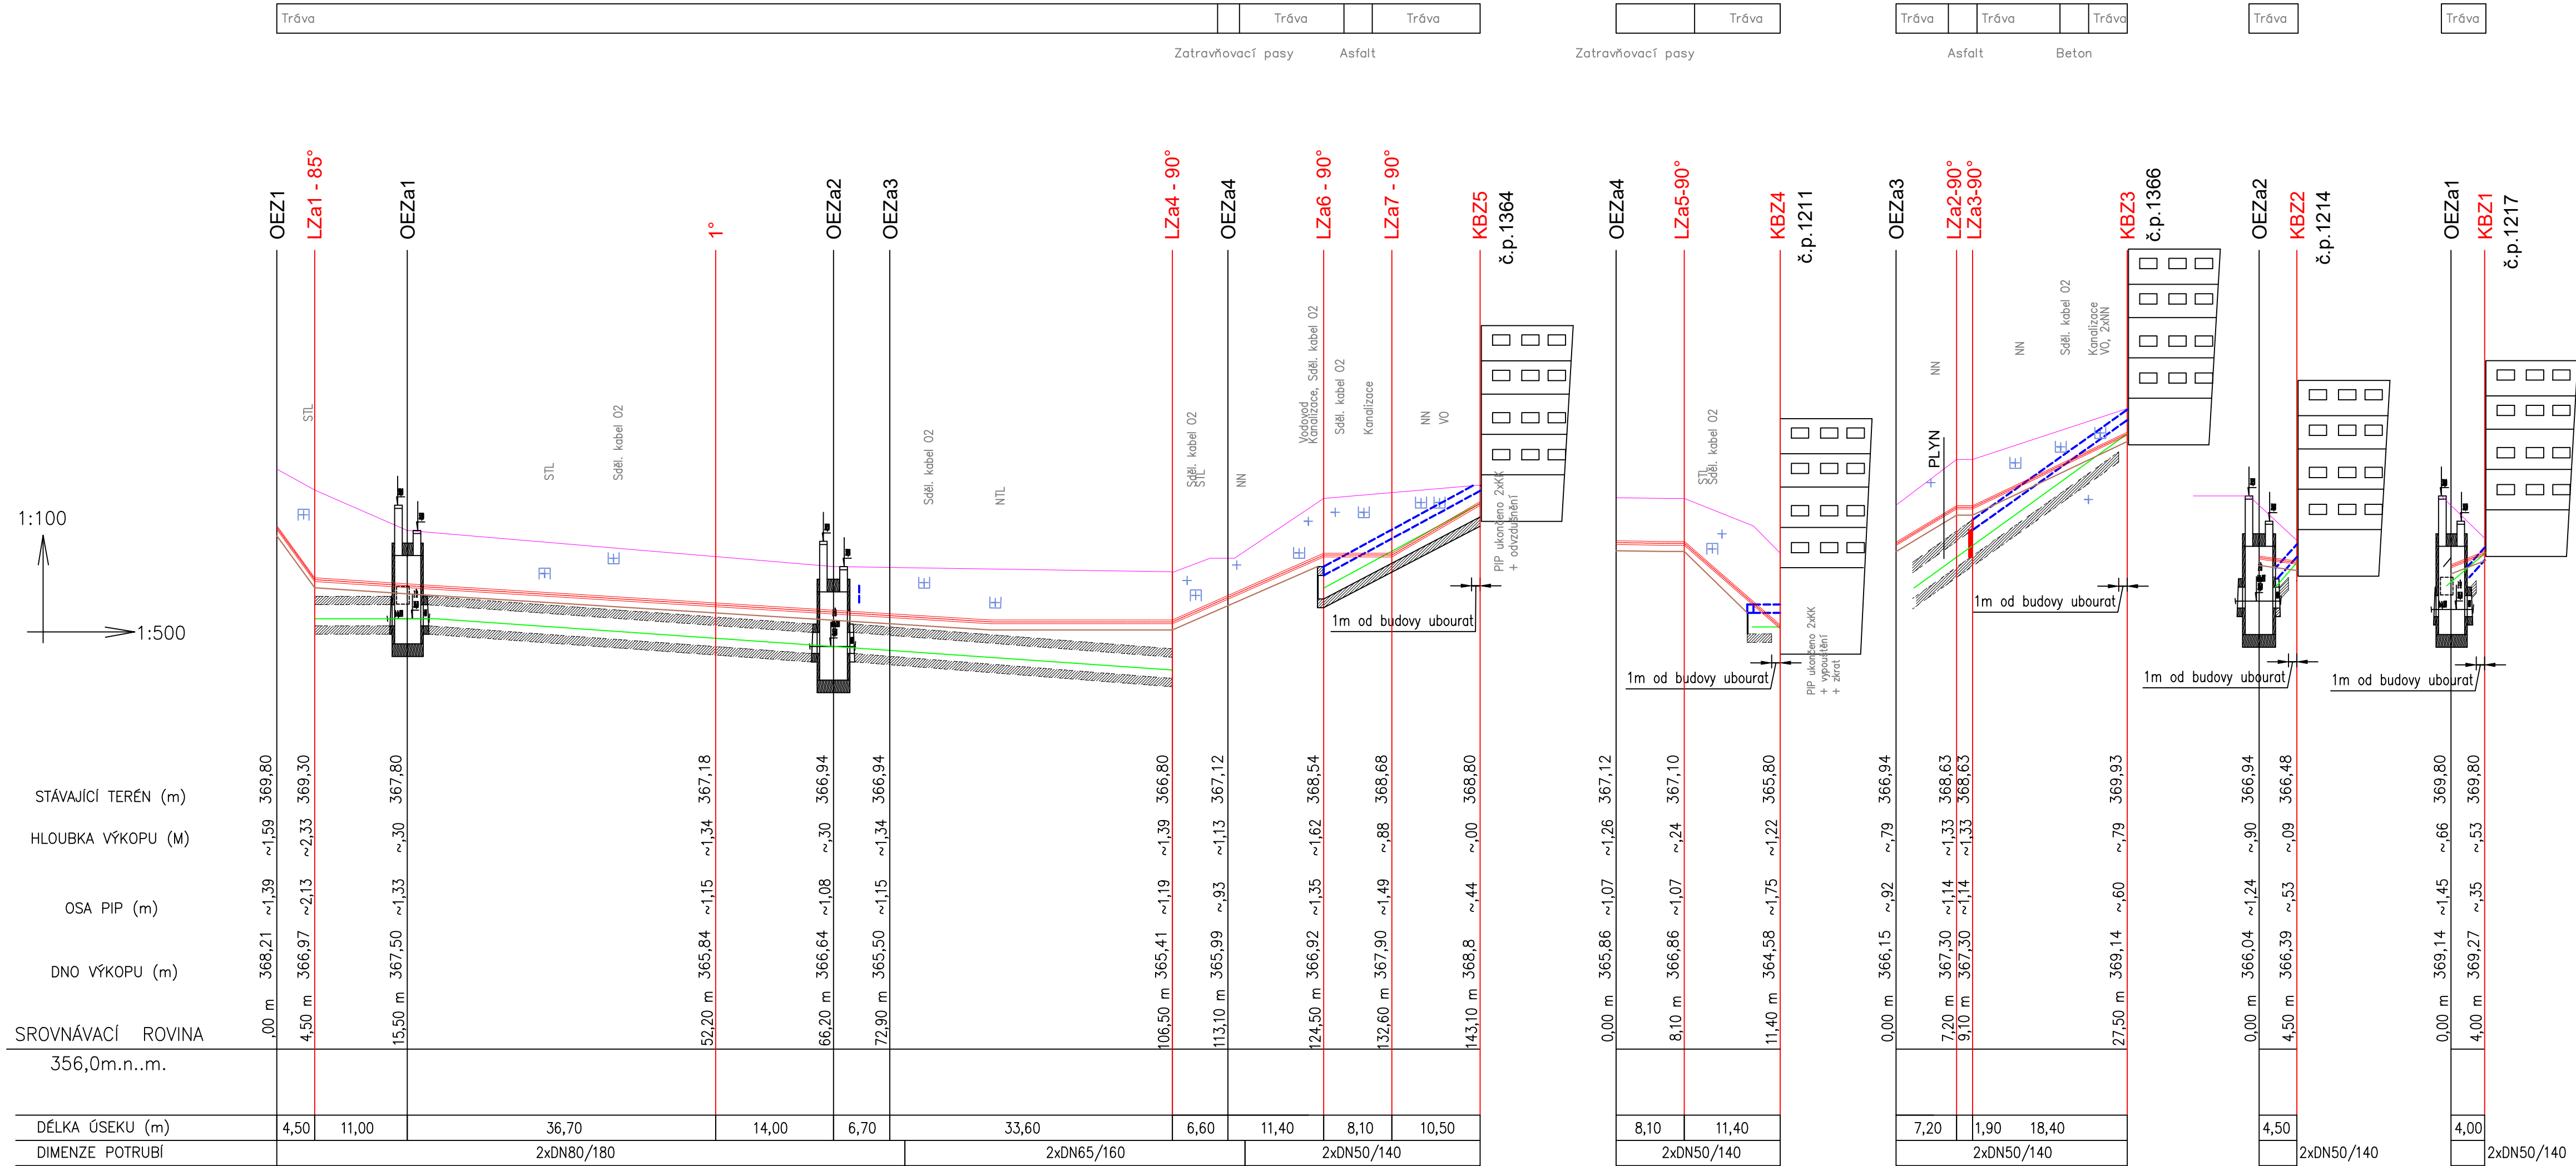 Tráva
Tráva
Tráva
Tráva
Tráva
Tráva
Tráva
Tráva
Tráva
Zatravňovací pasy
Asfalt
Zatravňovací pasy
Asfalt
Beton
OEZ1
LZa1 - 85°
OEZa1
1°
OEZa2
OEZa3
LZa4 - 90°
OEZa4
LZa6 - 90°
LZa7 - 90°
KBZ5
č.p.1364
OEZa4
LZa5-90°
KBZ4
č.p.1211
OEZa3
LZa2-90°
LZa3-90°
KBZ3
č.p.1366
OEZa2
KBZ2
č.p.1214
OEZa1
KBZ1
č.p.1217
STL
STL
Sděl. kabel O2
Sděl. kabel O2
NTL
Sděl. kabel O2
STL
NN
Vodovod
Kanalizace, Sděl. kabel O2
Sděl. kabel O2
Kanalizace
NN
VO
PIP ukončeno 2xKK
+ odvzdušnění
STL
Sděl. kabel O2
PIP ukončeno 2xKK
+ vypouštění
+ zkrat
NN
PLYN
NN
Sděl. kabel O2
Kanalizace
VO, 2xNN
1:100
1:500
1m od budovy ubourat
1m od budovy ubourat
1m od budovy ubourat
1m od budovy ubourat
1m od budovy ubourat
STÁVAJÍCÍ TERÉN (m) 369,80 369,30 367,80 367,18 366,94 366,94 366,80 367,12 368,54 368,68 368,80 367,12 367,10 365,80 366,94 368,63 368,63 369,93 366,94 366,48 369,80 369,80
HLOUBKA VÝKOPU (M) ~1,59 ~2,33 ~,30 ~1,34 ~,30 ~1,34 ~1,39 ~1,13 ~1,62 ~,88 ~,00 ~1,26 ~,24 ~1,22 ~,79 ~1,33 ~1,33 ~,79 ~,90 ~,09 ~,66 ~,53
OSA PIP (m) ~1,39 ~2,13 ~1,33 ~1,15 ~1,08 ~1,15 ~1,19 ~,93 ~1,35 ~1,49 ~,44 ~1,07 ~1,07 ~1,75 ~,92 ~1,14 ~1,14 ~,60 ~1,24 ~,53 ~1,45 ~,35
DNO VÝKOPU (m) 368,21 366,97 367,50 365,84 366,64 365,50 365,41 365,99 366,92 367,90 368,8 365,86 366,86 364,58 366,15 367,30 367,30 369,14 366,04 366,39 369,14 369,27
SROVNÁVACÍ ROVINA ,00 m 4,50 m 15,50 m 52,20 m 66,20 m 72,90 m 106,50 m 113,10 m 124,50 m 132,60 m 143,10 m 0,00 m 8,10 m 11,40 m 0,00 m 7,20 m 9,10 m 27,50 m 0,00 m 4,50 m 0,00 m 4,00 m
356,0m.n..m.
DÉLKA ÚSEKU (m) 4,50 11,00 36,70 14,00 6,70 33,60 6,60 11,40 8,10 10,50 8,10 11,40 7,20 1,90 18,40 4,50 4,00
DIMENZE POTRUBÍ 2xDN80/180 2xDN65/160 2xDN50/140 2xDN50/140 2xDN50/140 2xDN50/140 2xDN50/140